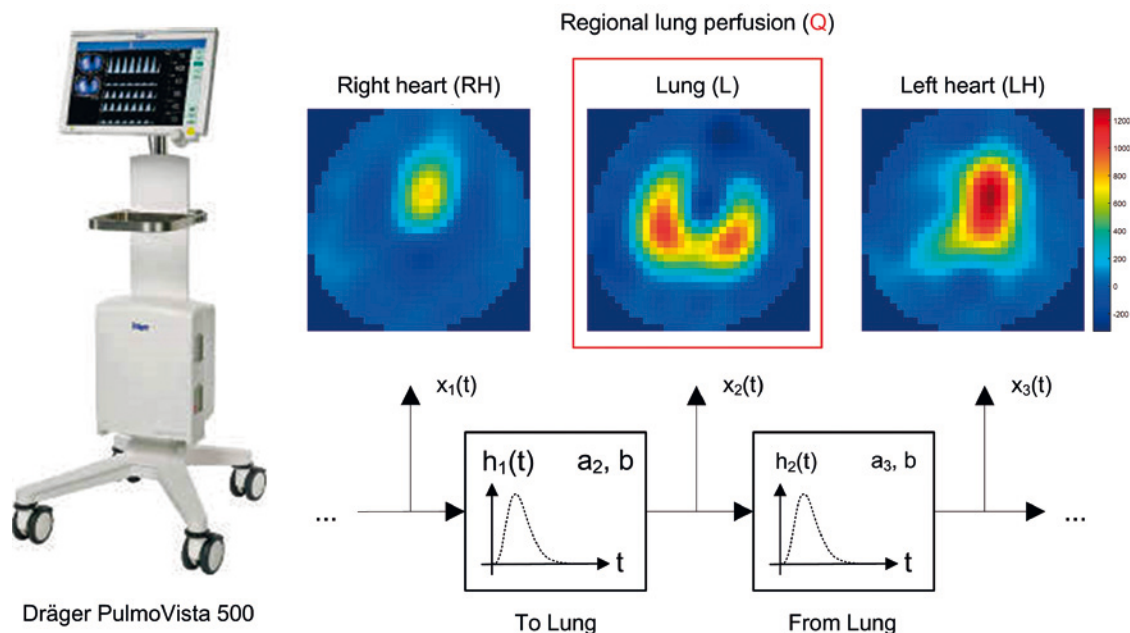 Regional lung perfusion (Q)
Right heart (RH)
Lung (L)
Left heart (LH)
1200
1000
800
600
400
200
0
-200
x₁(t)
x₂(t)
x₃(t)
h₁(t) a₂, b
h₂(t) a₃, b
... ...
t
t
Dräger
Dräger PulmoVista 500
To Lung
From Lung